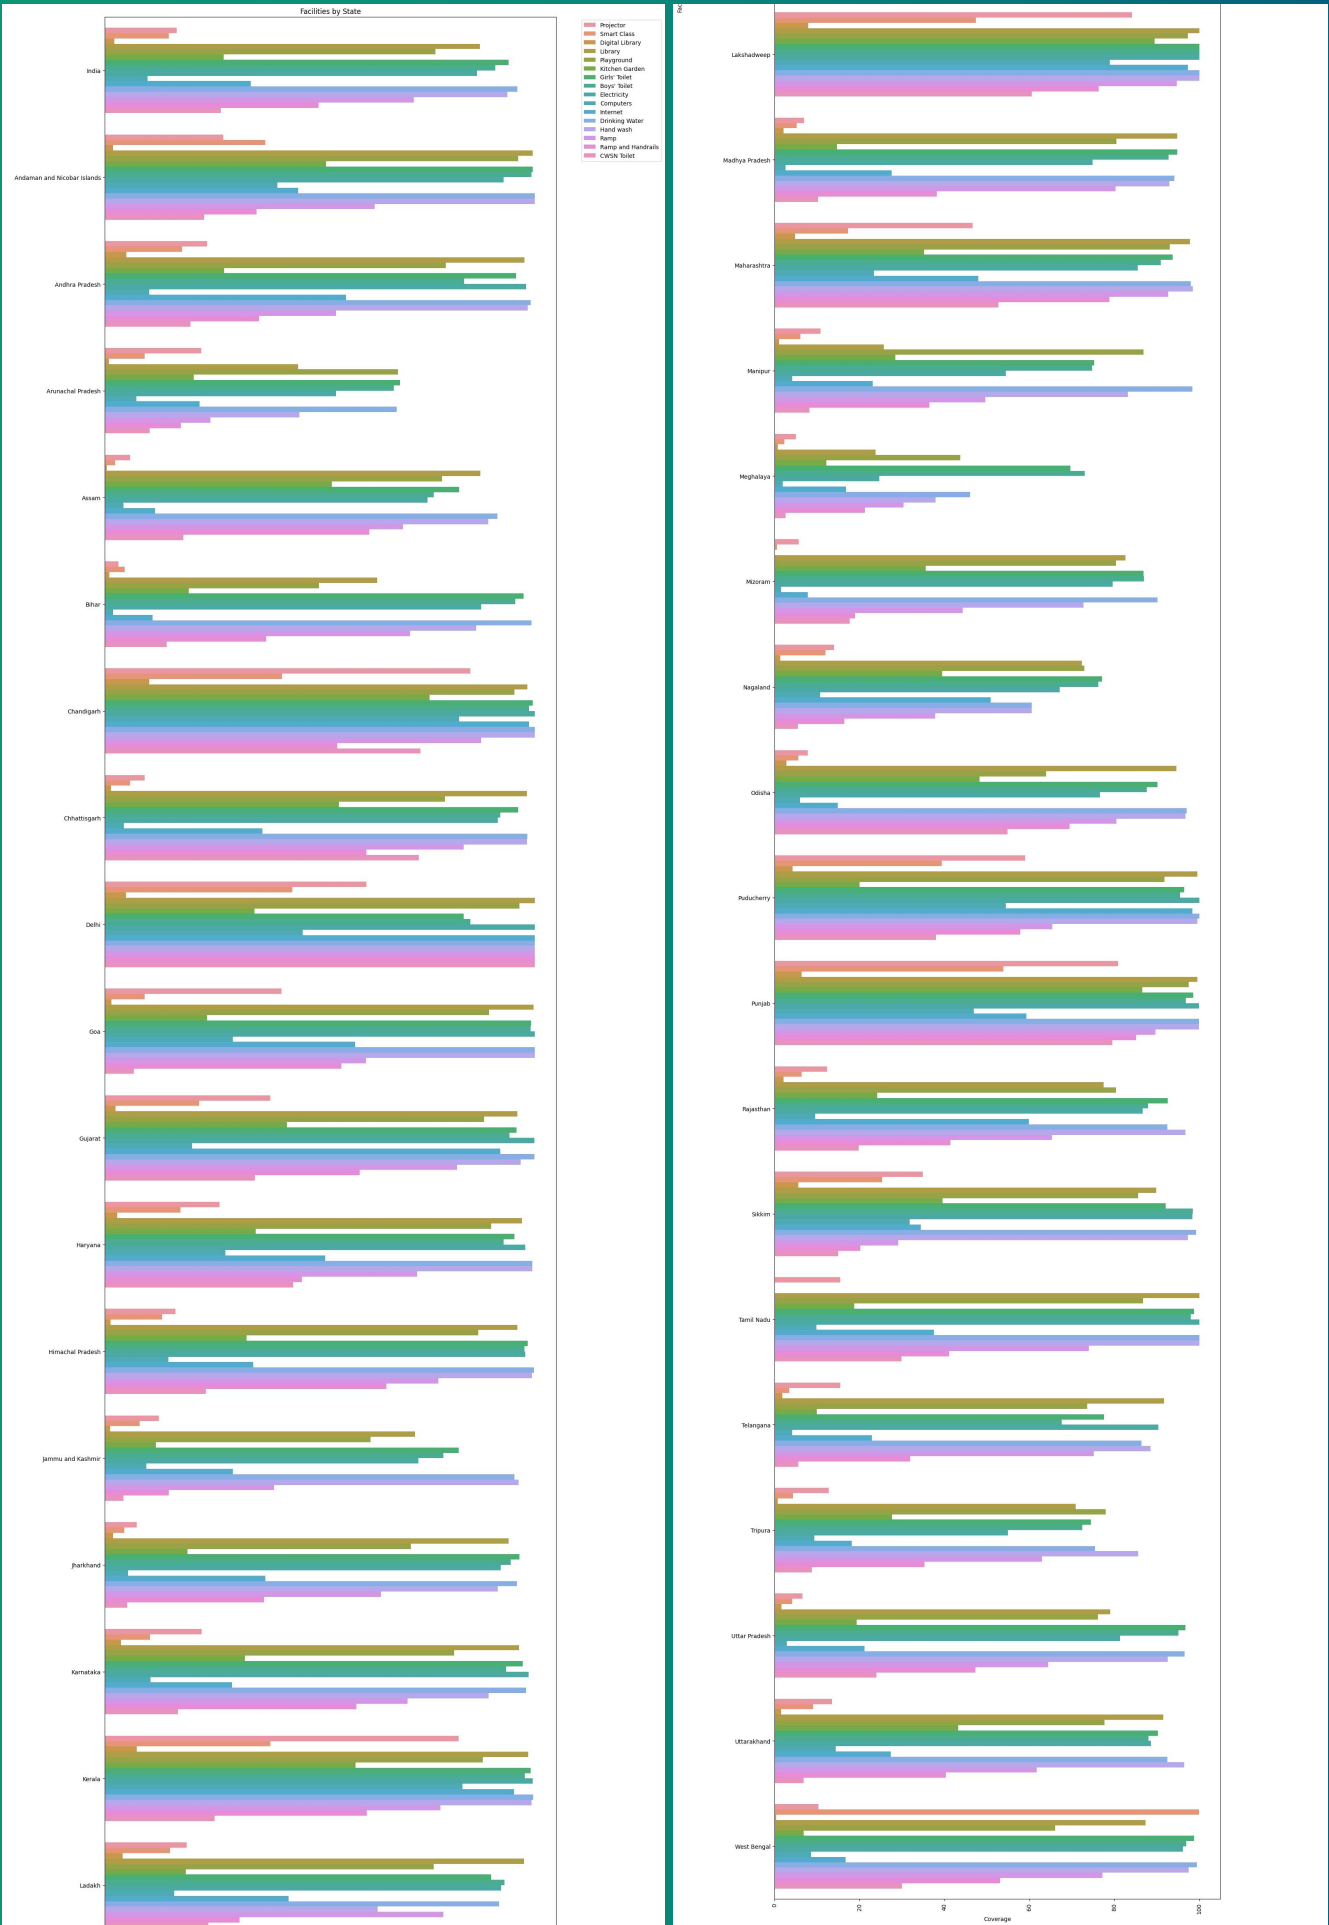 Facilities by State
Projector
Smart Class
Digital Library
Library
Playground
Kitchen Garden
Girls' Toilet
Boys' Toilet
Electricity
Computers
Internet
Drinking Water
Hand wash
Ramp
Ramp and Handrails
CWSN Toilet
India
Andaman and Nicobar Islands
Andhra Pradesh
Arunachal Pradesh
Assam
Bihar
Chandigarh
Chhattisgarh
Delhi
Goa
Gujarat
Haryana
Himachal Pradesh
Jammu and Kashmir
Jharkhand
Karnataka
Kerala
Ladakh
Lakshadweep
Madhya Pradesh
Maharashtra
Manipur
Meghalaya
Mizoram
Nagaland
Odisha
Puducherry
Punjab
Rajasthan
Sikkim
Tamil Nadu
Telangana
Tripura
Uttar Pradesh
Uttarakhand
West Bengal
0 20 40 60 80 100
Coverage